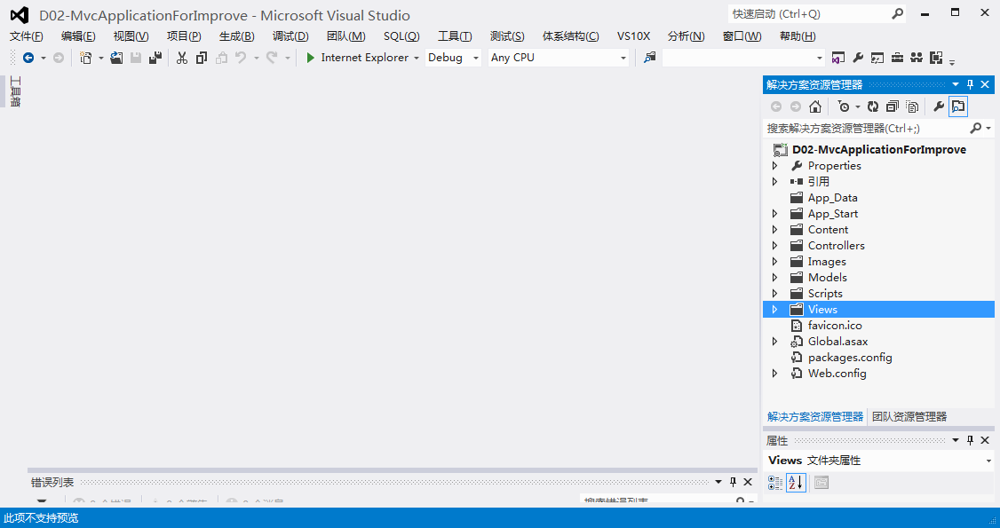 D02-MvcApplicationForImprove - Microsoft Visual Studio
快速启动 (Ctrl+Q)
文件(F) 编辑(E) 视图(V) 项目(P) 生成(B) 调试(D) 团队(M) SQL(Q) 工具(T) 测试(S) 体系结构(C) VS10X 分析(N) 窗口(W) 帮助(H)
Internet Explorer Debug Any CPU
工具箱
解决方案资源管理器
搜索解决方案资源管理器(Ctrl+;)
D02-MvcApplicationForImprove
Properties
引用
App_Data
App_Start
Content
Controllers
Images
Models
Scripts
Views
favicon.ico
Global.asax
packages.config
Web.config
解决方案资源管理器 团队资源管理器
属性
Views 文件夹属性
错误列表
搜索错误列表
此项不支持预览